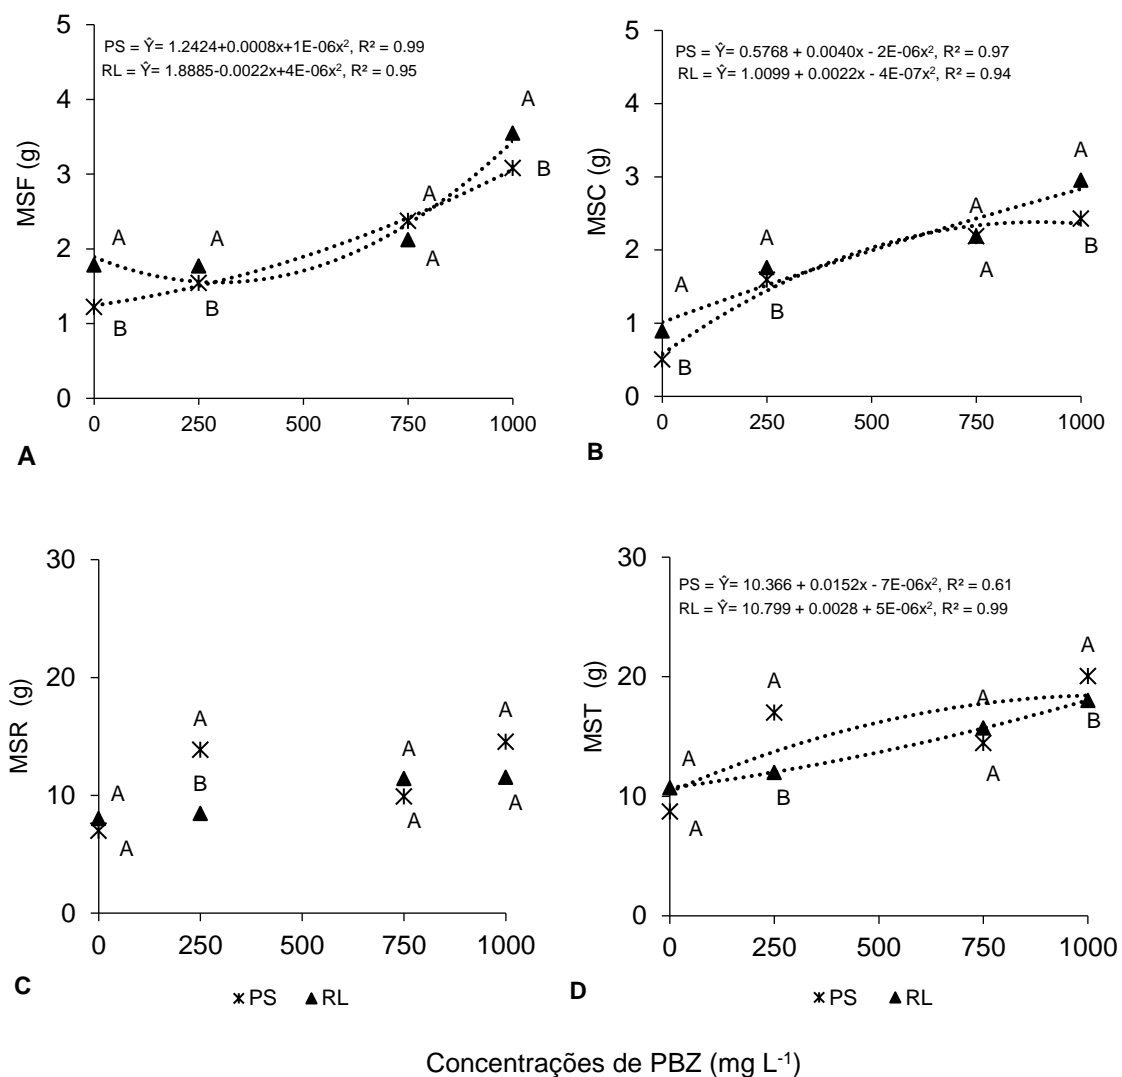 5
4
3
2
1
0
MSF (g)
PS = Ŷ= 1.2424+0.0008x+1E-06x², R² = 0.99
RL = Ŷ= 1.8885-0.0022x+4E-06x², R² = 0.95
A
A
A
A
B
B
B
A
0
250
500
750
1000
A
5
4
3
2
1
0
MSC (g)
PS = Ŷ= 0.5768 + 0.0040x - 2E-06x², R² = 0.97
RL = Ŷ= 1.0099 + 0.0022x - 4E-07x², R² = 0.94
A
A
A
A
B
B
A
B
0
250
500
750
1000
B
30
20
10
0
MSR (g)
A
A
A
A
A
B
A
A
0
250
500
750
1000
C
PS RL
30
20
10
0
MST (g)
PS = Ŷ= 10.366 + 0.0152x - 7E-06x², R² = 0.61
RL = Ŷ= 10.799 + 0.0028 + 5E-06x², R² = 0.99
A
A
A
A
A
B
A
B
0
250
500
750
1000
D
PS RL
Concentrações de PBZ (mg L⁻¹)